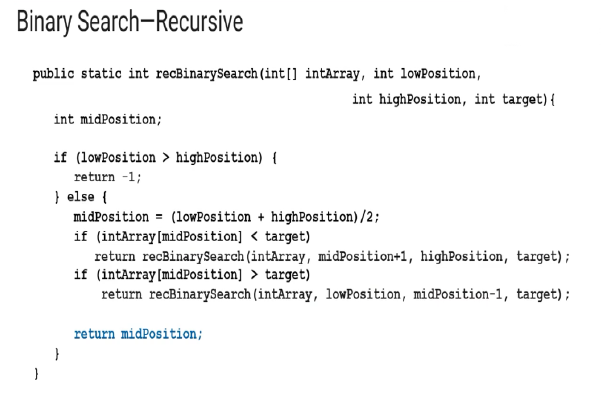 Binary Search—Recursive
public static int recBinarySearch(int[] intArray, int lowPosition,
int highPosition, int target){
int midPosition;
if (lowPosition > highPosition) {
return -1;
} else {
midPosition = (lowPosition + highPosition)/2;
if (intArray[midPosition] < target)
return recBinarySearch(intArray, midPosition+1, highPosition, target);
if (intArray[midPosition] > target)
return recBinarySearch(intArray, lowPosition, midPosition-1, target);
return midPosition;
}
}